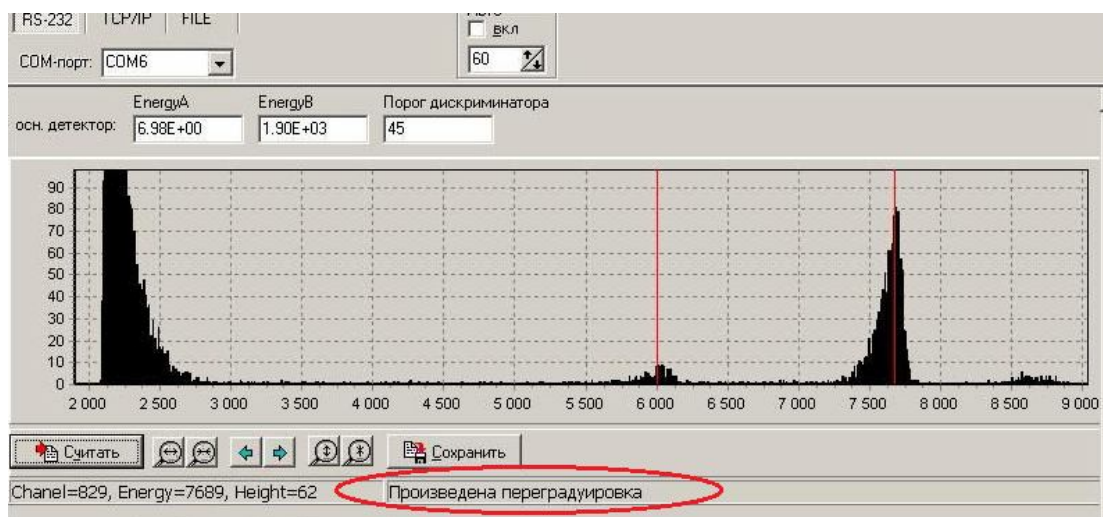 RS-232 TCP/IP FILE
вкл
COM-порт: COM6 60
EnergyA EnergyB Порог дискриминатора
осн. детектор: 6.98E+00 1.90E+03 45
90
80
70
60
50
40
30
20
10
0
2 000 2 500 3 000 3 500 4 000 4 500 5 000 5 500 6 000 6 500 7 000 7 500 8 000 8 500 9 000
Считать Сохранить
Chanel=829, Energy=7689, Height=62 Произведена переградуировка